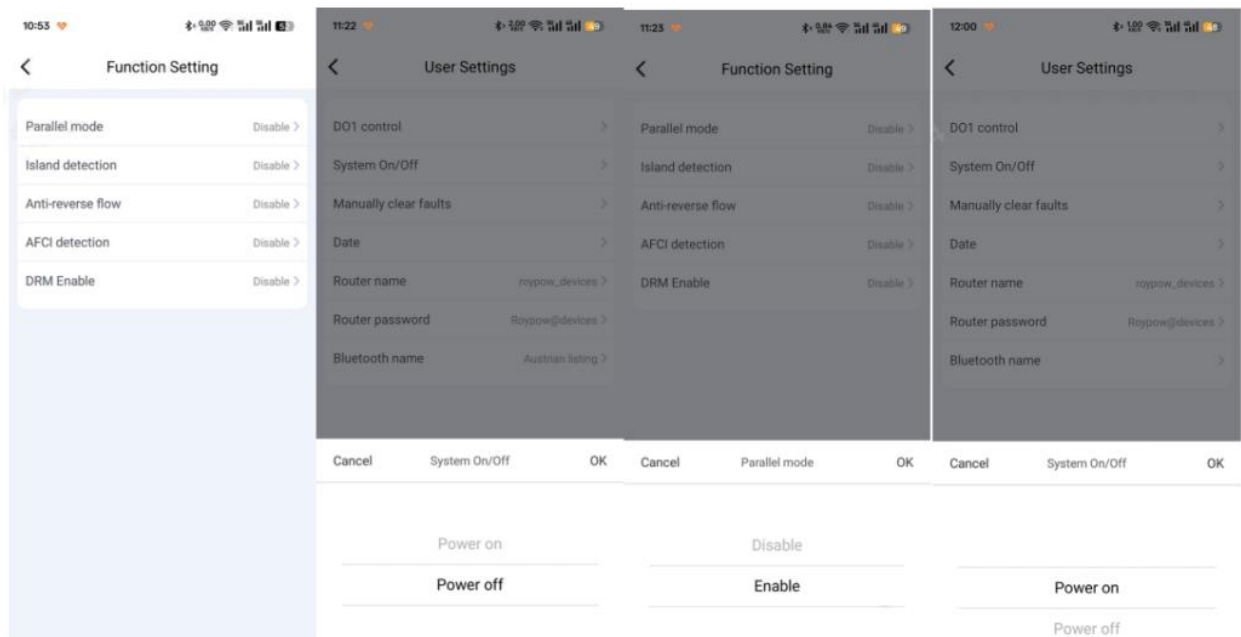 10:53
Function Setting
Parallel mode Disable >
Island detection Disable >
Anti-reverse flow Disable >
AFCI detection Disable >
DRM Enable Disable >
11:22
User Settings
DO1 control >
System On/Off >
Manually clear faults >
Date >
Router name roypow_devices >
Router password Roypow@devices >
Bluetooth name Austrian listing >
Cancel System On/Off OK
Power on
Power off
11:23
Function Setting
Parallel mode Disable >
Island detection Disable >
Anti-reverse flow Disable >
AFCI detection Disable >
DRM Enable Disable >
Cancel Parallel mode OK
Disable
Enable
12:00
User Settings
DO1 control >
System On/Off >
Manually clear faults >
Date >
Router name roypow_devices >
Router password Roypow@devices >
Bluetooth name >
Cancel System On/Off OK
Power on
Power off